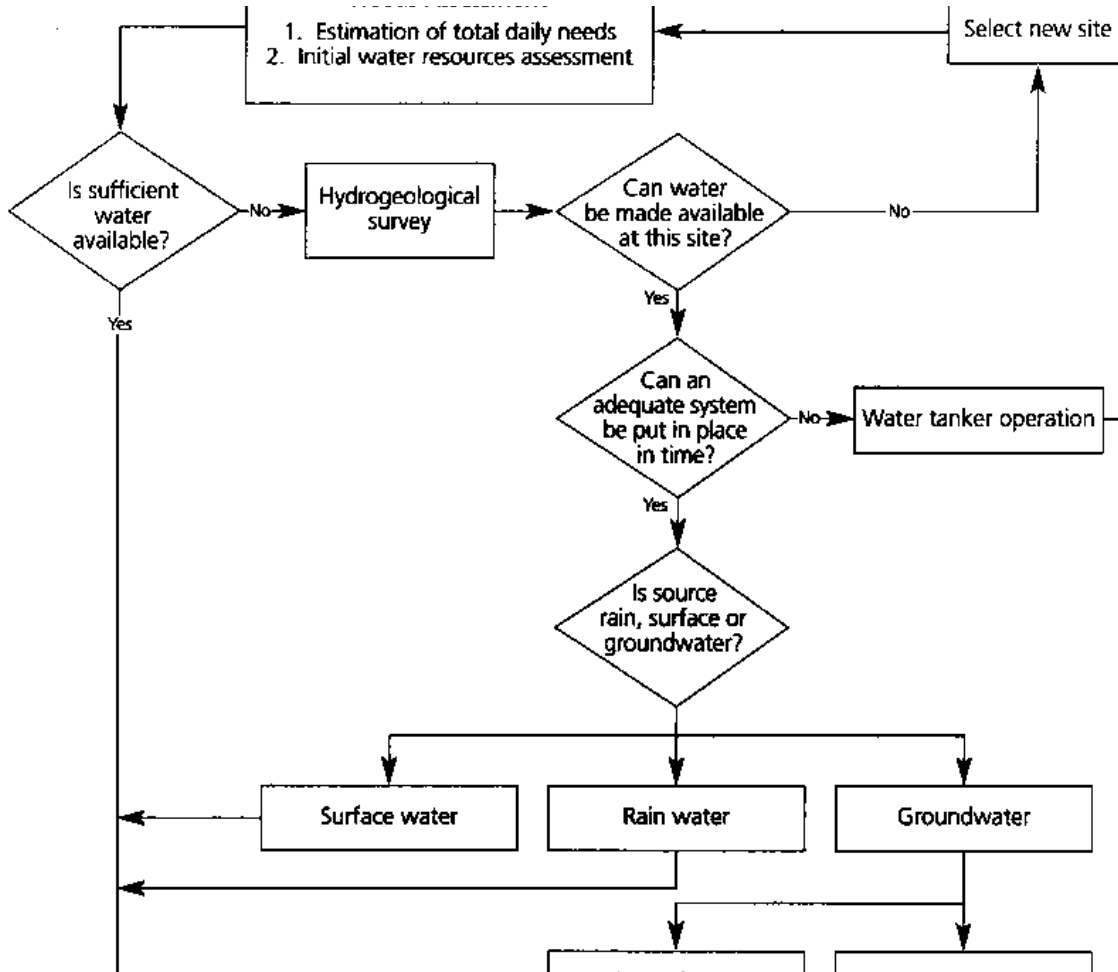 1. Estimation of total daily needs
2. Initial water resources assessment
Select new site
Is sufficient
water
available?
No
Hydrogeological
survey
Can water
be made available
at this site?
No
Yes
Yes
Can an
adequate system
be put in place
in time?
No
Water tanker operation
Yes
Is source
rain, surface or
groundwater?
Surface water
Rain water
Groundwater